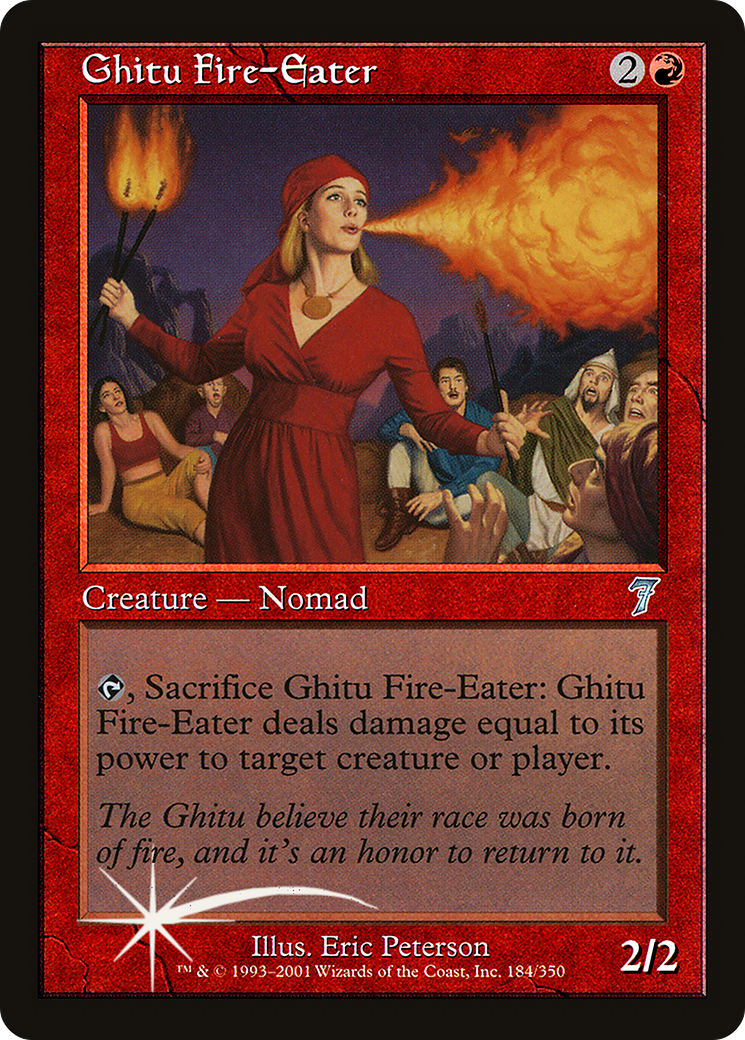 Ghitu Fire-Eater 2
Creature — Nomad 7
, Sacrifice Ghitu Fire-Eater: Ghitu
Fire-Eater deals damage equal to its
power to target creature or player.
The Ghitu believe their race was born
of fire, and it's an honor to return to it.
Illus. Eric Peterson
™ & © 1993–2001 Wizards of the Coast, Inc. 184/350
2/2